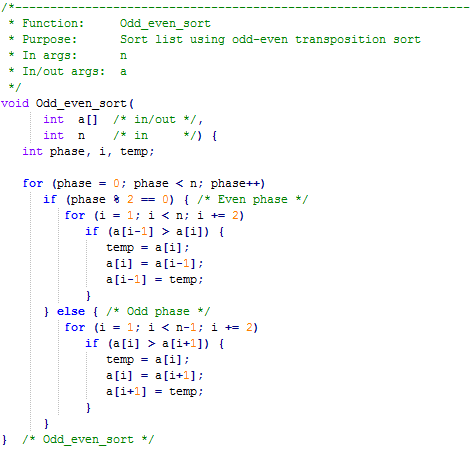 /*--------------------------------------------------------------------
 * Function:     Odd_even_sort
 * Purpose:      Sort list using odd-even transposition sort
 * In args:      n
 * In/out args:  a
 */
void Odd_even_sort(
      int  a[]  /* in/out */,
      int  n    /* in     */) {
   int phase, i, temp;

   for (phase = 0; phase < n; phase++)
      if (phase % 2 == 0) { /* Even phase */
         for (i = 1; i < n; i += 2)
            if (a[i-1] > a[i]) {
               temp = a[i];
               a[i] = a[i-1];
               a[i-1] = temp;
            }
      } else { /* Odd phase */
         for (i = 1; i < n-1; i += 2)
            if (a[i] > a[i+1]) {
               temp = a[i];
               a[i] = a[i+1];
               a[i+1] = temp;
            }
      }
}  /* Odd_even_sort */